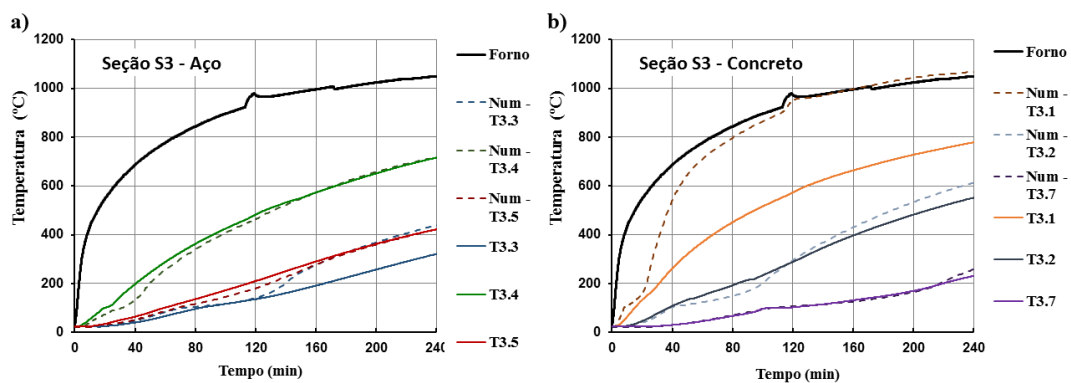 a)
Seção S3 - Aço
Temperatura (ºC)
1200
1000
800
600
400
200
0
0 40 80 120 160 200 240
Tempo (min)
Forno
Num -
T3.3
Num -
T3.4
Num -
T3.5
T3.3
T3.4
T3.5
b)
Seção S3 - Concreto
Temperatura (ºC)
1200
1000
800
600
400
200
0
0 40 80 120 160 200 240
Tempo (min)
Forno
Num -
T3.1
Num -
T3.2
Num -
T3.7
T3.1
T3.2
T3.7